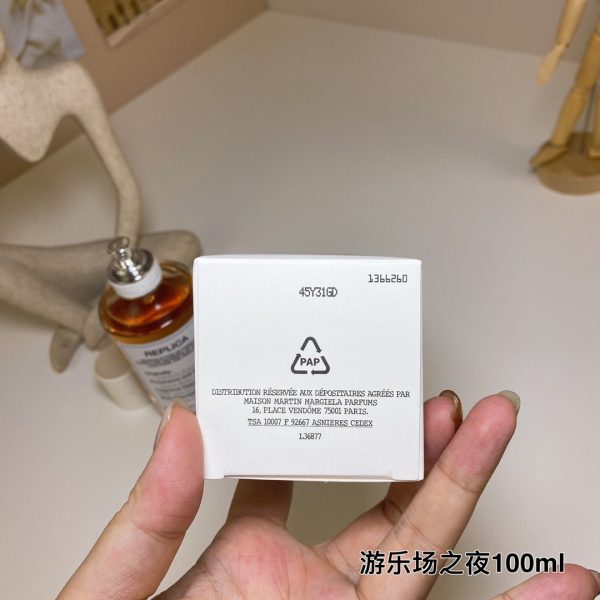 1366260
45Y31GD
PAP
DISTRIBUTION RÉSERVÉE AUX DÉPOSITAIRES AGRÉÉS PAR
MAISON MARTIN MARGIELA PARFUMS
16, PLACE VENDÔME 75001 PARIS.
TSA 10007 F 92667 ASNIERES CEDEX
L36877
REPLICA
游乐场之夜100ml